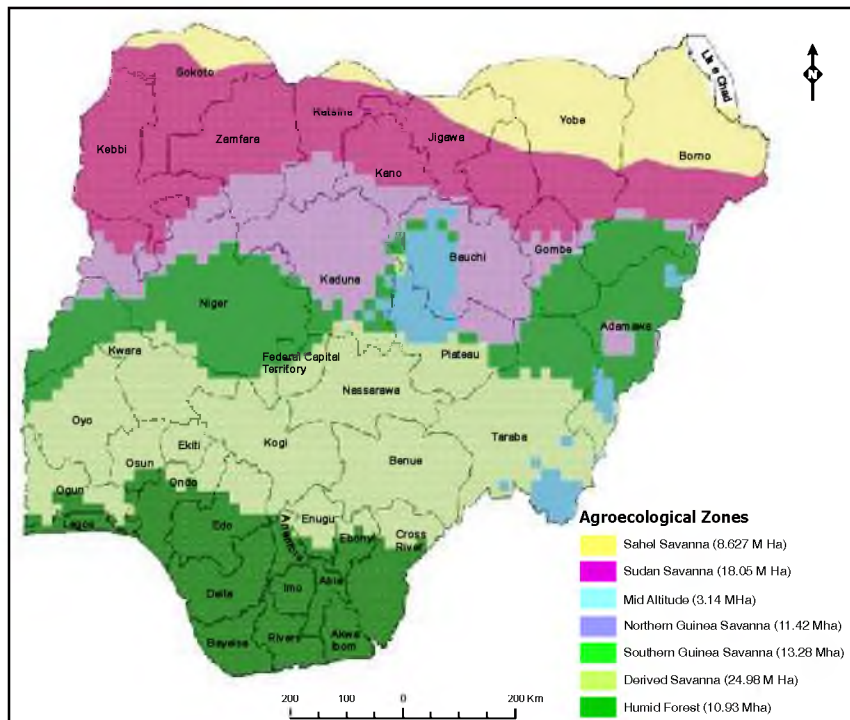 Sokoto
Lake Chad
Katsina
Yobe
Zamfara
Jigawa
Kebbi
Borno
Kano
Bauchi
Gombe
Kaduna
Niger
Adamawa
Kwara
Federal Capital
Territory
Plateau
Nassarawa
Oyo
Kogi
Taraba
Ekiti
Benue
Osun
Ondo
Ogun
Enugu
Lagos
Edo
Anambra
Ebonyi
Cross
River
Delta
Imo
Abia
Bayelsa
Rivers
Akwa
Ibom
Agroecological Zones
Sahel Savanna (8.627 M Ha)
Sudan Savanna (18.05 M Ha)
Mid Altitude (3.14 MHa)
Northern Guinea Savanna (11.42 Mha)
Southern Guinea Savanna (13.28 Mha)
Derived Savanna (24.98 M Ha)
Humid Forest (10.93 Mha)
200 100 0 200 Km